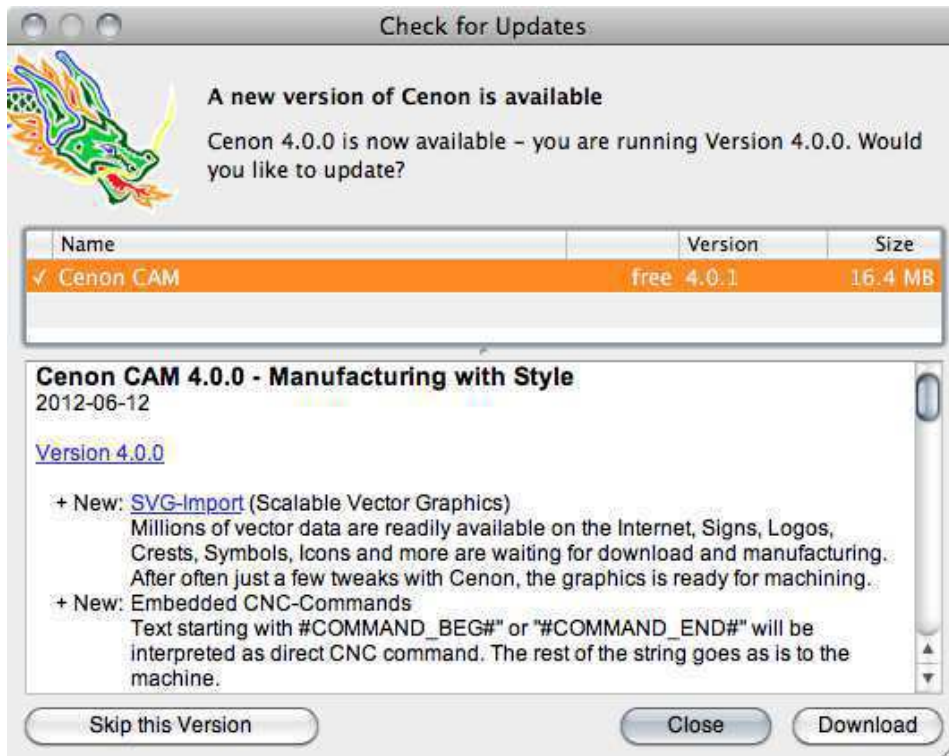 Check for Updates
A new version of Cenon is available
Cenon 4.0.0 is now available – you are running Version 4.0.0. Would
you like to update?
Name Version Size
✓ Cenon CAM free 4.0.1 16.4 MB
Cenon CAM 4.0.0 - Manufacturing with Style
2012-06-12
Version 4.0.0
+ New: SVG-Import (Scalable Vector Graphics)
Millions of vector data are readily available on the Internet, Signs, Logos,
Crests, Symbols, Icons and more are waiting for download and manufacturing.
After often just a few tweaks with Cenon, the graphics is ready for machining.
+ New: Embedded CNC-Commands
Text starting with #COMMAND_BEG#" or "#COMMAND_END#" will be
interpreted as direct CNC command. The rest of the string goes as is to the
machine.
Skip this Version Close Download